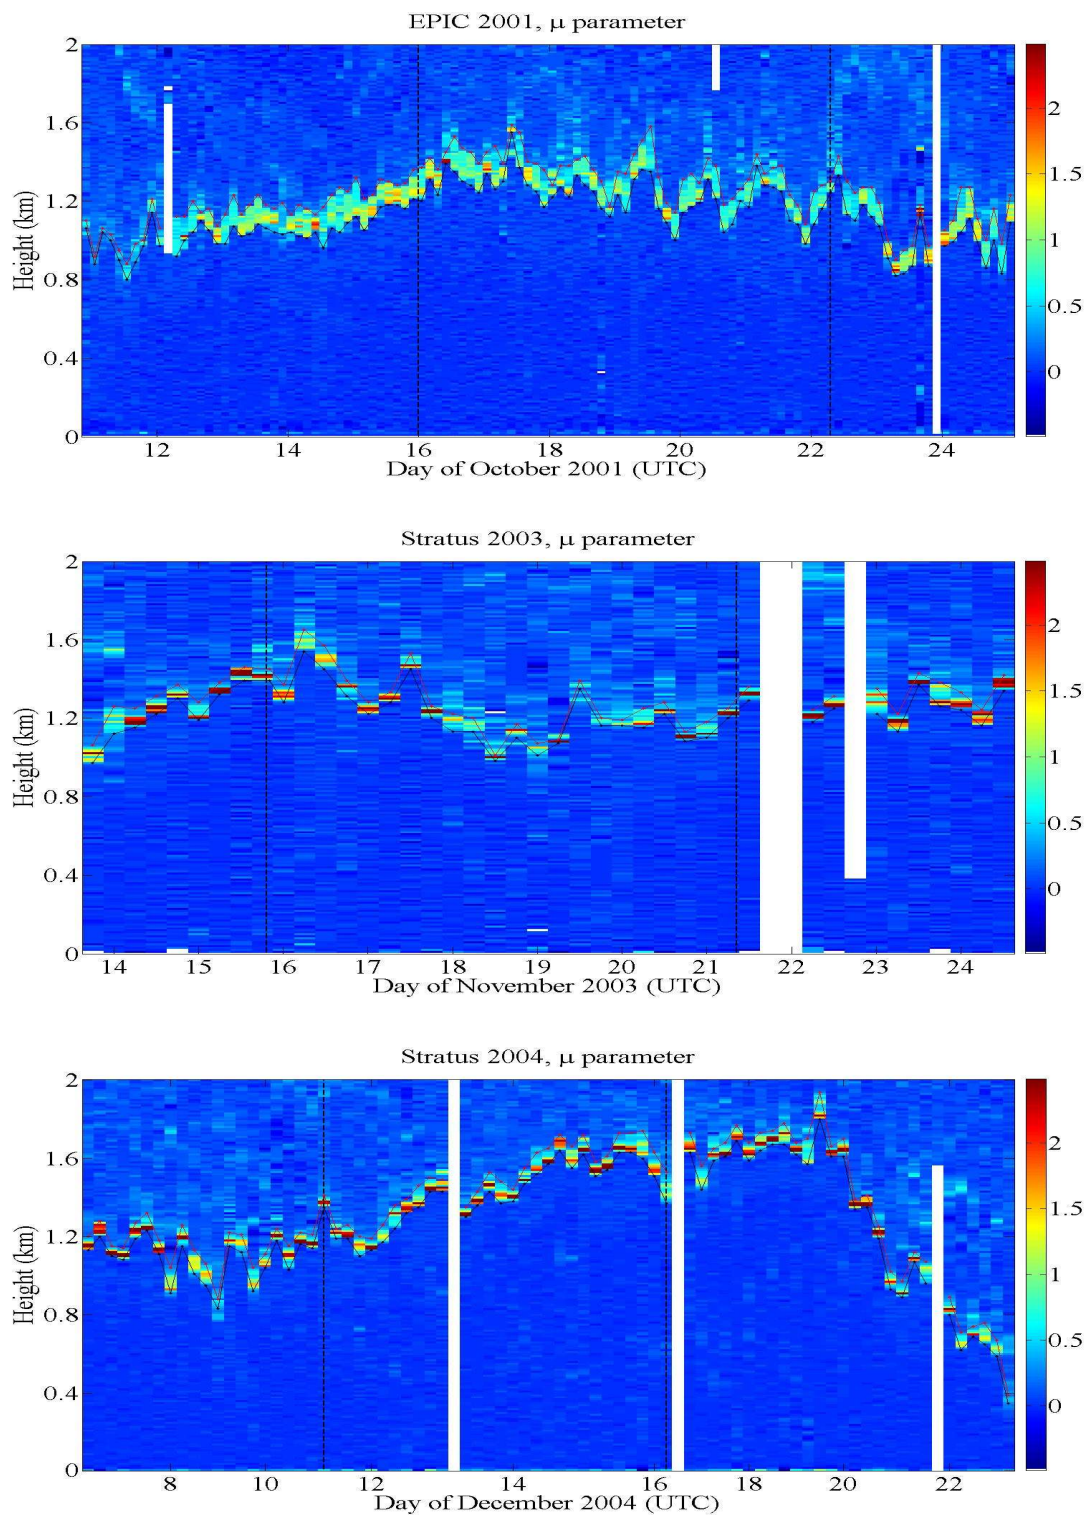 EPIC 2001, μ parameter
2
1.6
1.2
0.8
0.4
0
Height (km)
12 14 16 18 20 22 24
Day of October 2001 (UTC)
2
1.5
1
0.5
0
Stratus 2003, μ parameter
2
1.6
1.2
0.8
0.4
0
Height (km)
14 15 16 17 18 19 20 21 22 23 24
Day of November 2003 (UTC)
2
1.5
1
0.5
0
Stratus 2004, μ parameter
2
1.6
1.2
0.8
0.4
0
Height (km)
8 10 12 14 16 18 20 22
Day of December 2004 (UTC)
2
1.5
1
0.5
0